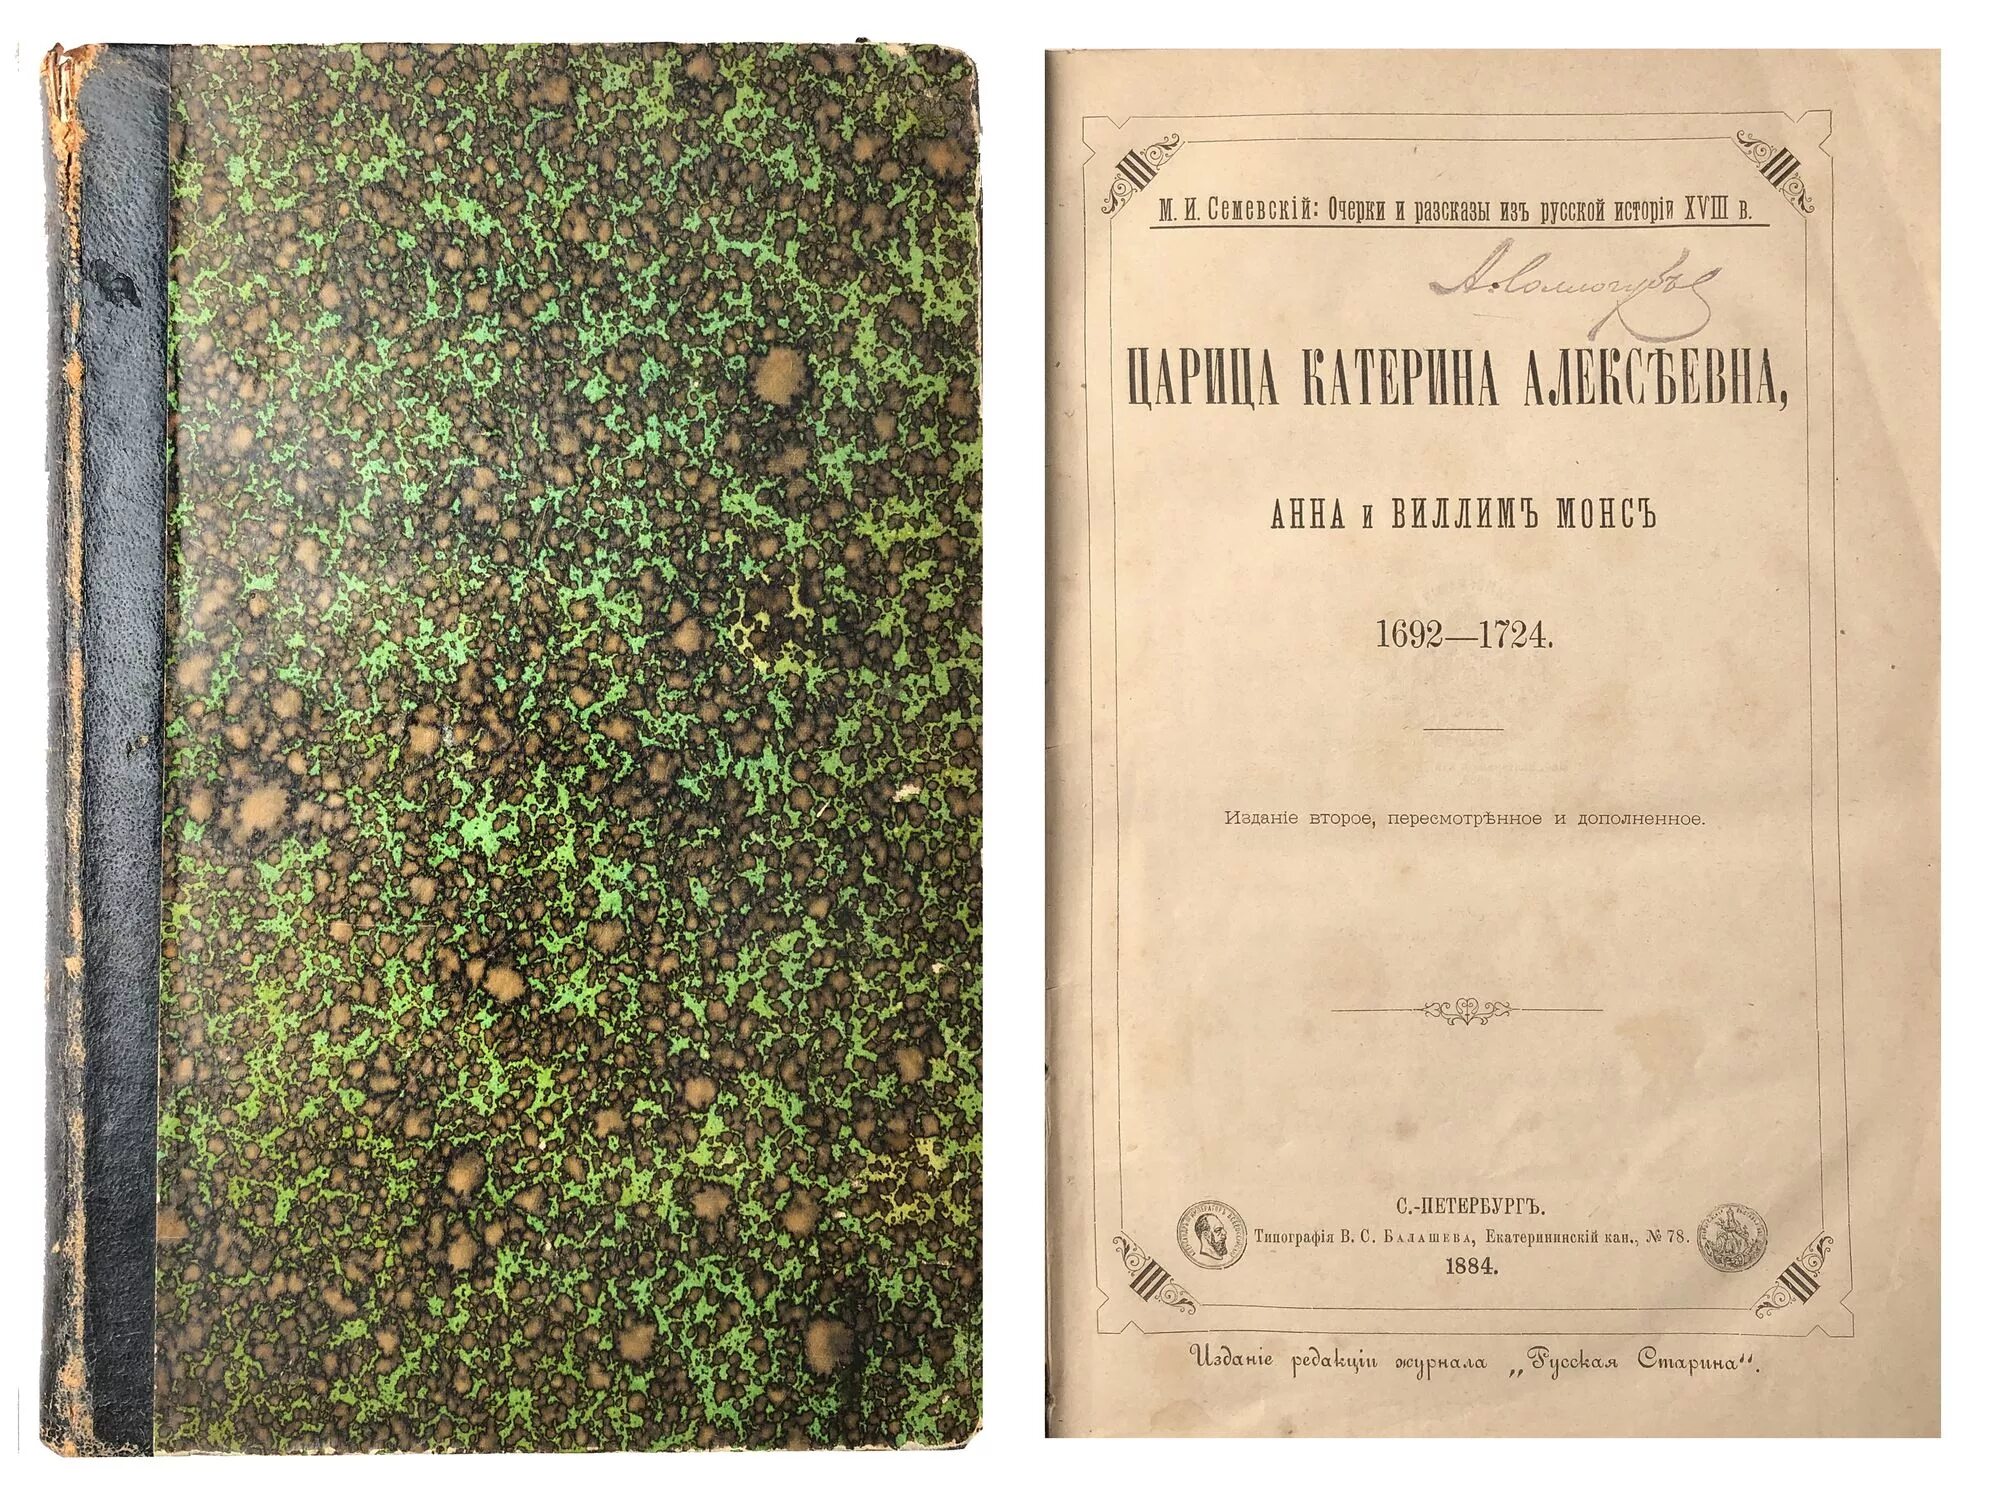 М. И. Семевскій: Очерки и разсказы изъ русской исторіи XVIII в.
ЦАРИЦА КАТЕРИНА АЛЕКСѢЕВНА,
АННА и ВИЛЛИМЪ МОНСЪ
1692—1724.
Изданіе второе, пересмотрѣнное и дополненное.
С.-ПЕТЕРБУРГЪ.
Типографія В. С. Балашева, Екатерининскій кан., № 78.
1884.
Изданіе редакціи журнала „Русская Старина“.